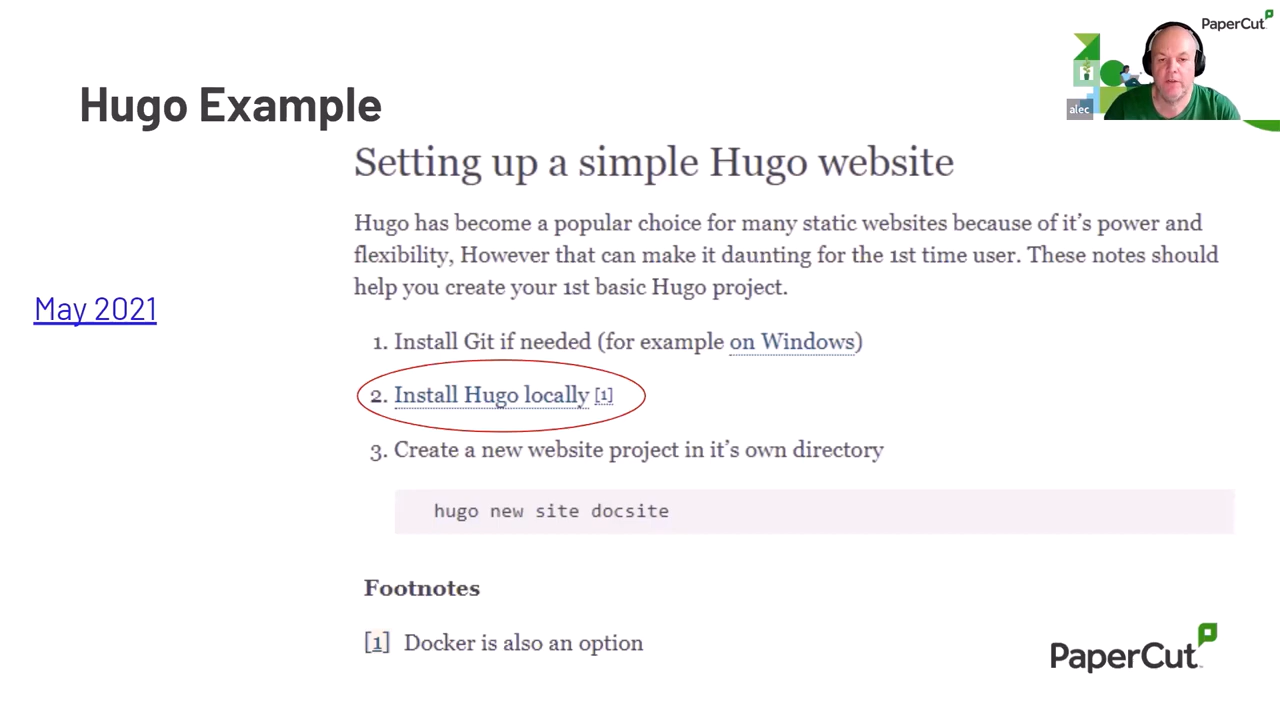 PaperCut
alec
Hugo Example
Setting up a simple Hugo website
Hugo has become a popular choice for many static websites because of it's power and
flexibility, However that can make it daunting for the 1st time user. These notes should
help you create your 1st basic Hugo project.
May 2021
1. Install Git if needed (for example on Windows)
2. Install Hugo locally [1]
3. Create a new website project in it's own directory
hugo new site docsite
Footnotes
[1] Docker is also an option
PaperCut